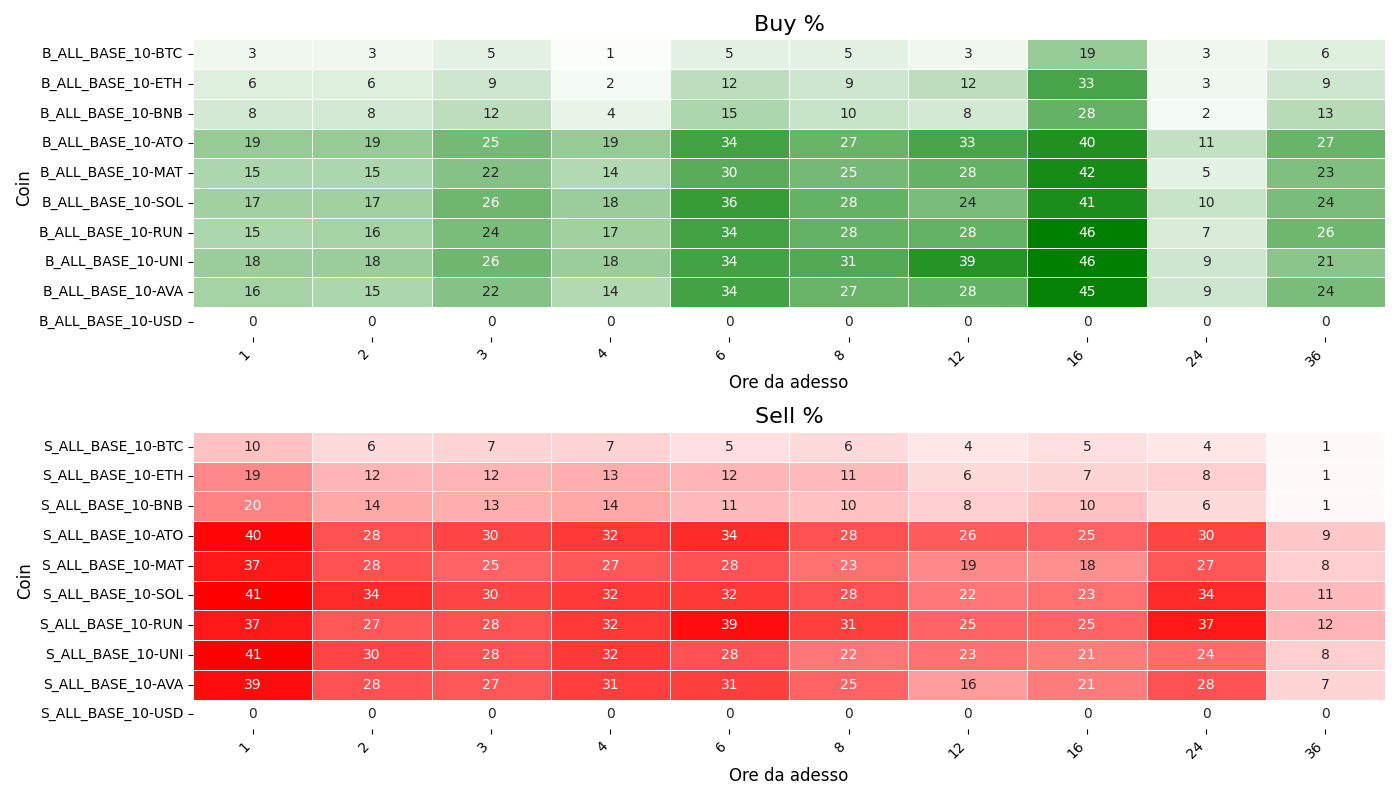 Buy %
Coin
B_ALL_BASE_10-BTC 3 3 5 1 5 5 3 19 3 6
B_ALL_BASE_10-ETH 6 6 9 2 12 9 12 33 3 9
B_ALL_BASE_10-BNB 8 8 12 4 15 10 8 28 2 13
B_ALL_BASE_10-ATO 19 19 25 19 34 27 33 40 11 27
B_ALL_BASE_10-MAT 15 15 22 14 30 25 28 42 5 23
B_ALL_BASE_10-SOL 17 17 26 18 36 28 24 41 10 24
B_ALL_BASE_10-RUN 15 16 24 17 34 28 28 46 7 26
B_ALL_BASE_10-UNI 18 18 26 18 34 31 39 46 9 21
B_ALL_BASE_10-AVA 16 15 22 14 34 27 28 45 9 24
B_ALL_BASE_10-USD 0 0 0 0 0 0 0 0 0 0
1 2 3 4 6 8 12 16 24 36
Ore da adesso
Sell %
Coin
S_ALL_BASE_10-BTC 10 6 7 7 5 6 4 5 4 1
S_ALL_BASE_10-ETH 19 12 12 13 12 11 6 7 8 1
S_ALL_BASE_10-BNB 20 14 13 14 11 10 8 10 6 1
S_ALL_BASE_10-ATO 40 28 30 32 34 28 26 25 30 9
S_ALL_BASE_10-MAT 37 28 25 27 28 23 19 18 27 8
S_ALL_BASE_10-SOL 41 34 30 32 32 28 22 23 34 11
S_ALL_BASE_10-RUN 37 27 28 32 39 31 25 25 37 12
S_ALL_BASE_10-UNI 41 30 28 32 28 22 23 21 24 8
S_ALL_BASE_10-AVA 39 28 27 31 31 25 16 21 28 7
S_ALL_BASE_10-USD 0 0 0 0 0 0 0 0 0 0
1 2 3 4 6 8 12 16 24 36
Ore da adesso